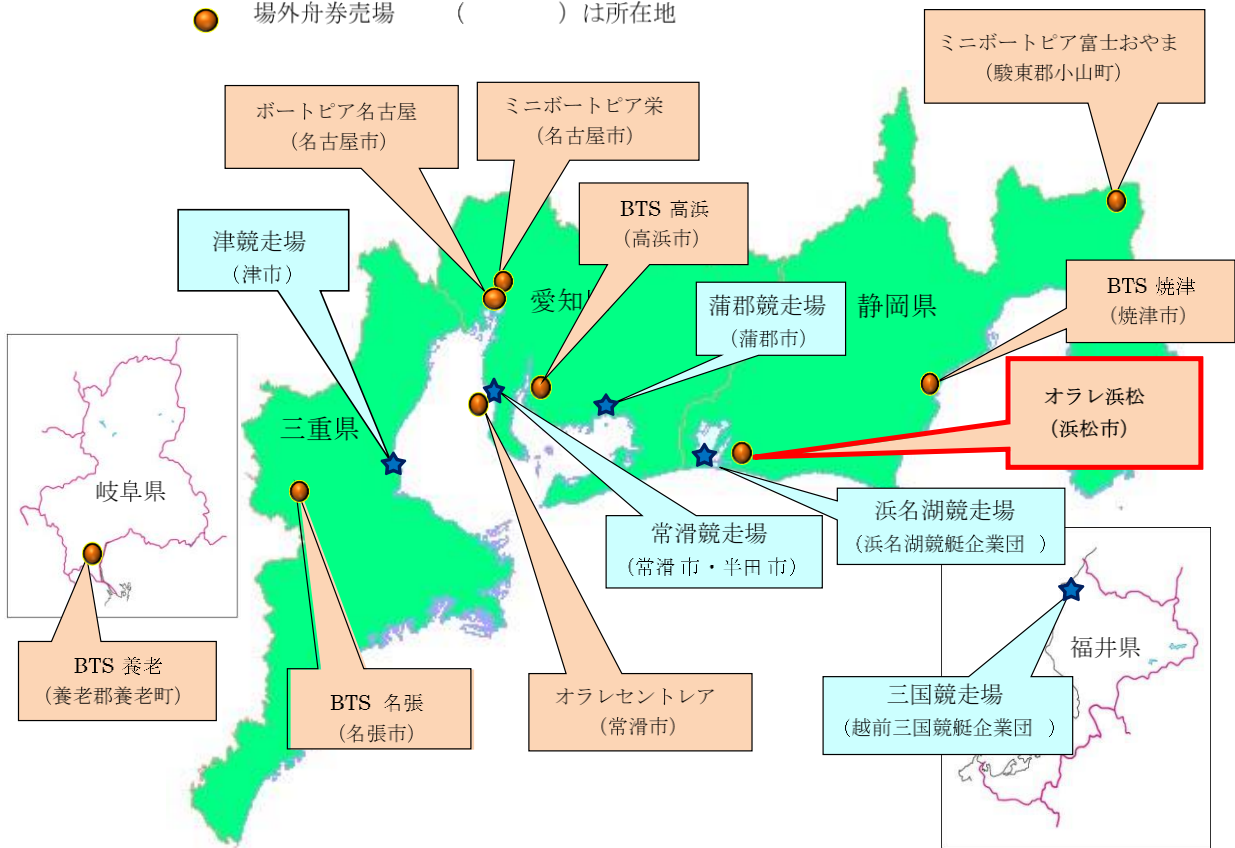 場外舟券売場 ( ) は所在地
ミニボートピア富士おやま
(駿東郡小山町)
ボートピア名古屋
(名古屋市)
ミニボートピア栄
(名古屋市)
BTS 高浜
(高浜市)
津競走場
(津市)
BTS 焼津
(焼津市)
愛知
蒲郡競走場
(蒲郡市)
静岡県
オラレ浜松
(浜松市)
三重県
岐阜県
浜名湖競走場
(浜名湖競艇企業団 )
常滑競走場
(常滑市・半田市)
福井県
BTS 養老
(養老郡養老町)
BTS 名張
(名張市)
オラレセントレア
(常滑市)
三国競走場
(越前三国競艇企業団 )